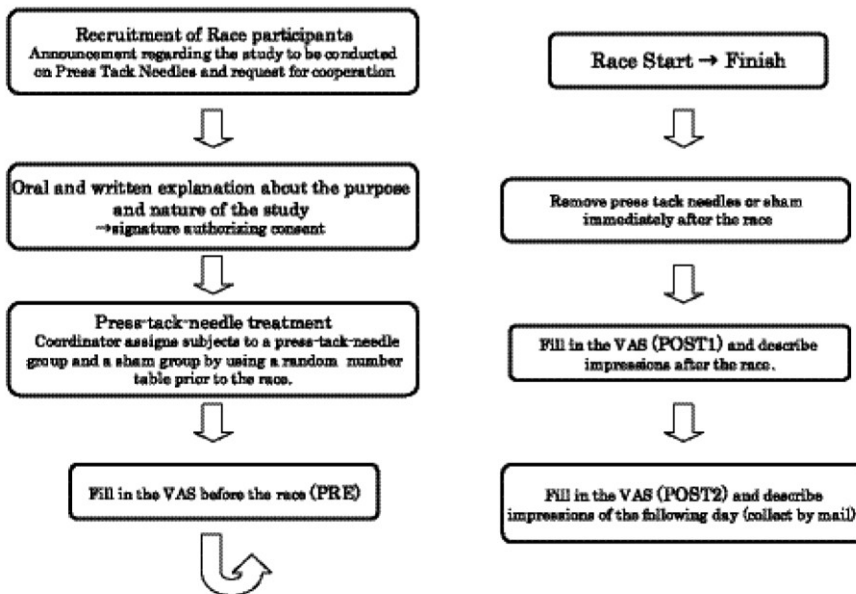 Recruitment of Race participants
Announcement regarding the study to be conducted
on Press Tack Needles and request for cooperation
Oral and written explanation about the purpose
and nature of the study
→signature authorizing consent
Press-tack-needle treatment
Coordinator assigns subjects to a press-tack-needle
group and a sham group by using a random number
table prior to the race.
Fill in the VAS before the race (PRE)
Race Start → Finish
Remove press tack needles or sham
immediately after the race
Fill in the VAS (POST1) and describe
impressions after the race.
Fill in the VAS (POST2) and describe
impressions of the following day (collect by mail)